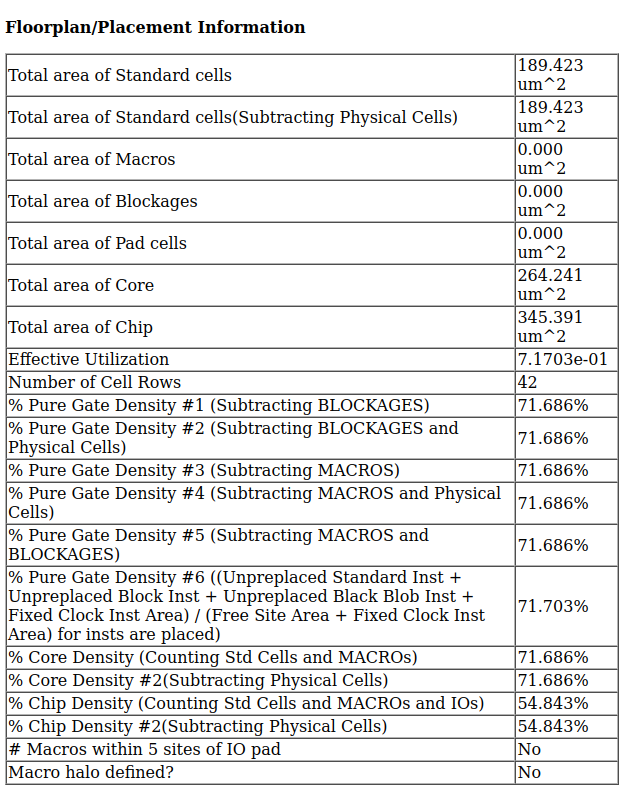 Floorplan/Placement Information
Total area of Standard cells
189.423
um^2
Total area of Standard cells(Subtracting Physical Cells)
189.423
um^2
Total area of Macros
0.000
um^2
Total area of Blockages
0.000
um^2
Total area of Pad cells
0.000
um^2
Total area of Core
264.241
um^2
Total area of Chip
345.391
um^2
Effective Utilization
7.1703e-01
Number of Cell Rows
42
% Pure Gate Density #1 (Subtracting BLOCKAGES)
71.686%
% Pure Gate Density #2 (Subtracting BLOCKAGES and
Physical Cells)
71.686%
% Pure Gate Density #3 (Subtracting MACROS)
71.686%
% Pure Gate Density #4 (Subtracting MACROS and Physical
Cells)
71.686%
% Pure Gate Density #5 (Subtracting MACROS and
BLOCKAGES)
71.686%
% Pure Gate Density #6 ((Unpreplaced Standard Inst +
Unpreplaced Block Inst + Unpreplaced Black Blob Inst +
Fixed Clock Inst Area) / (Free Site Area + Fixed Clock Inst
Area) for insts are placed)
71.703%
% Core Density (Counting Std Cells and MACROs)
71.686%
% Core Density #2(Subtracting Physical Cells)
71.686%
% Chip Density (Counting Std Cells and MACROs and IOs)
54.843%
% Chip Density #2(Subtracting Physical Cells)
54.843%
# Macros within 5 sites of IO pad
No
Macro halo defined?
No